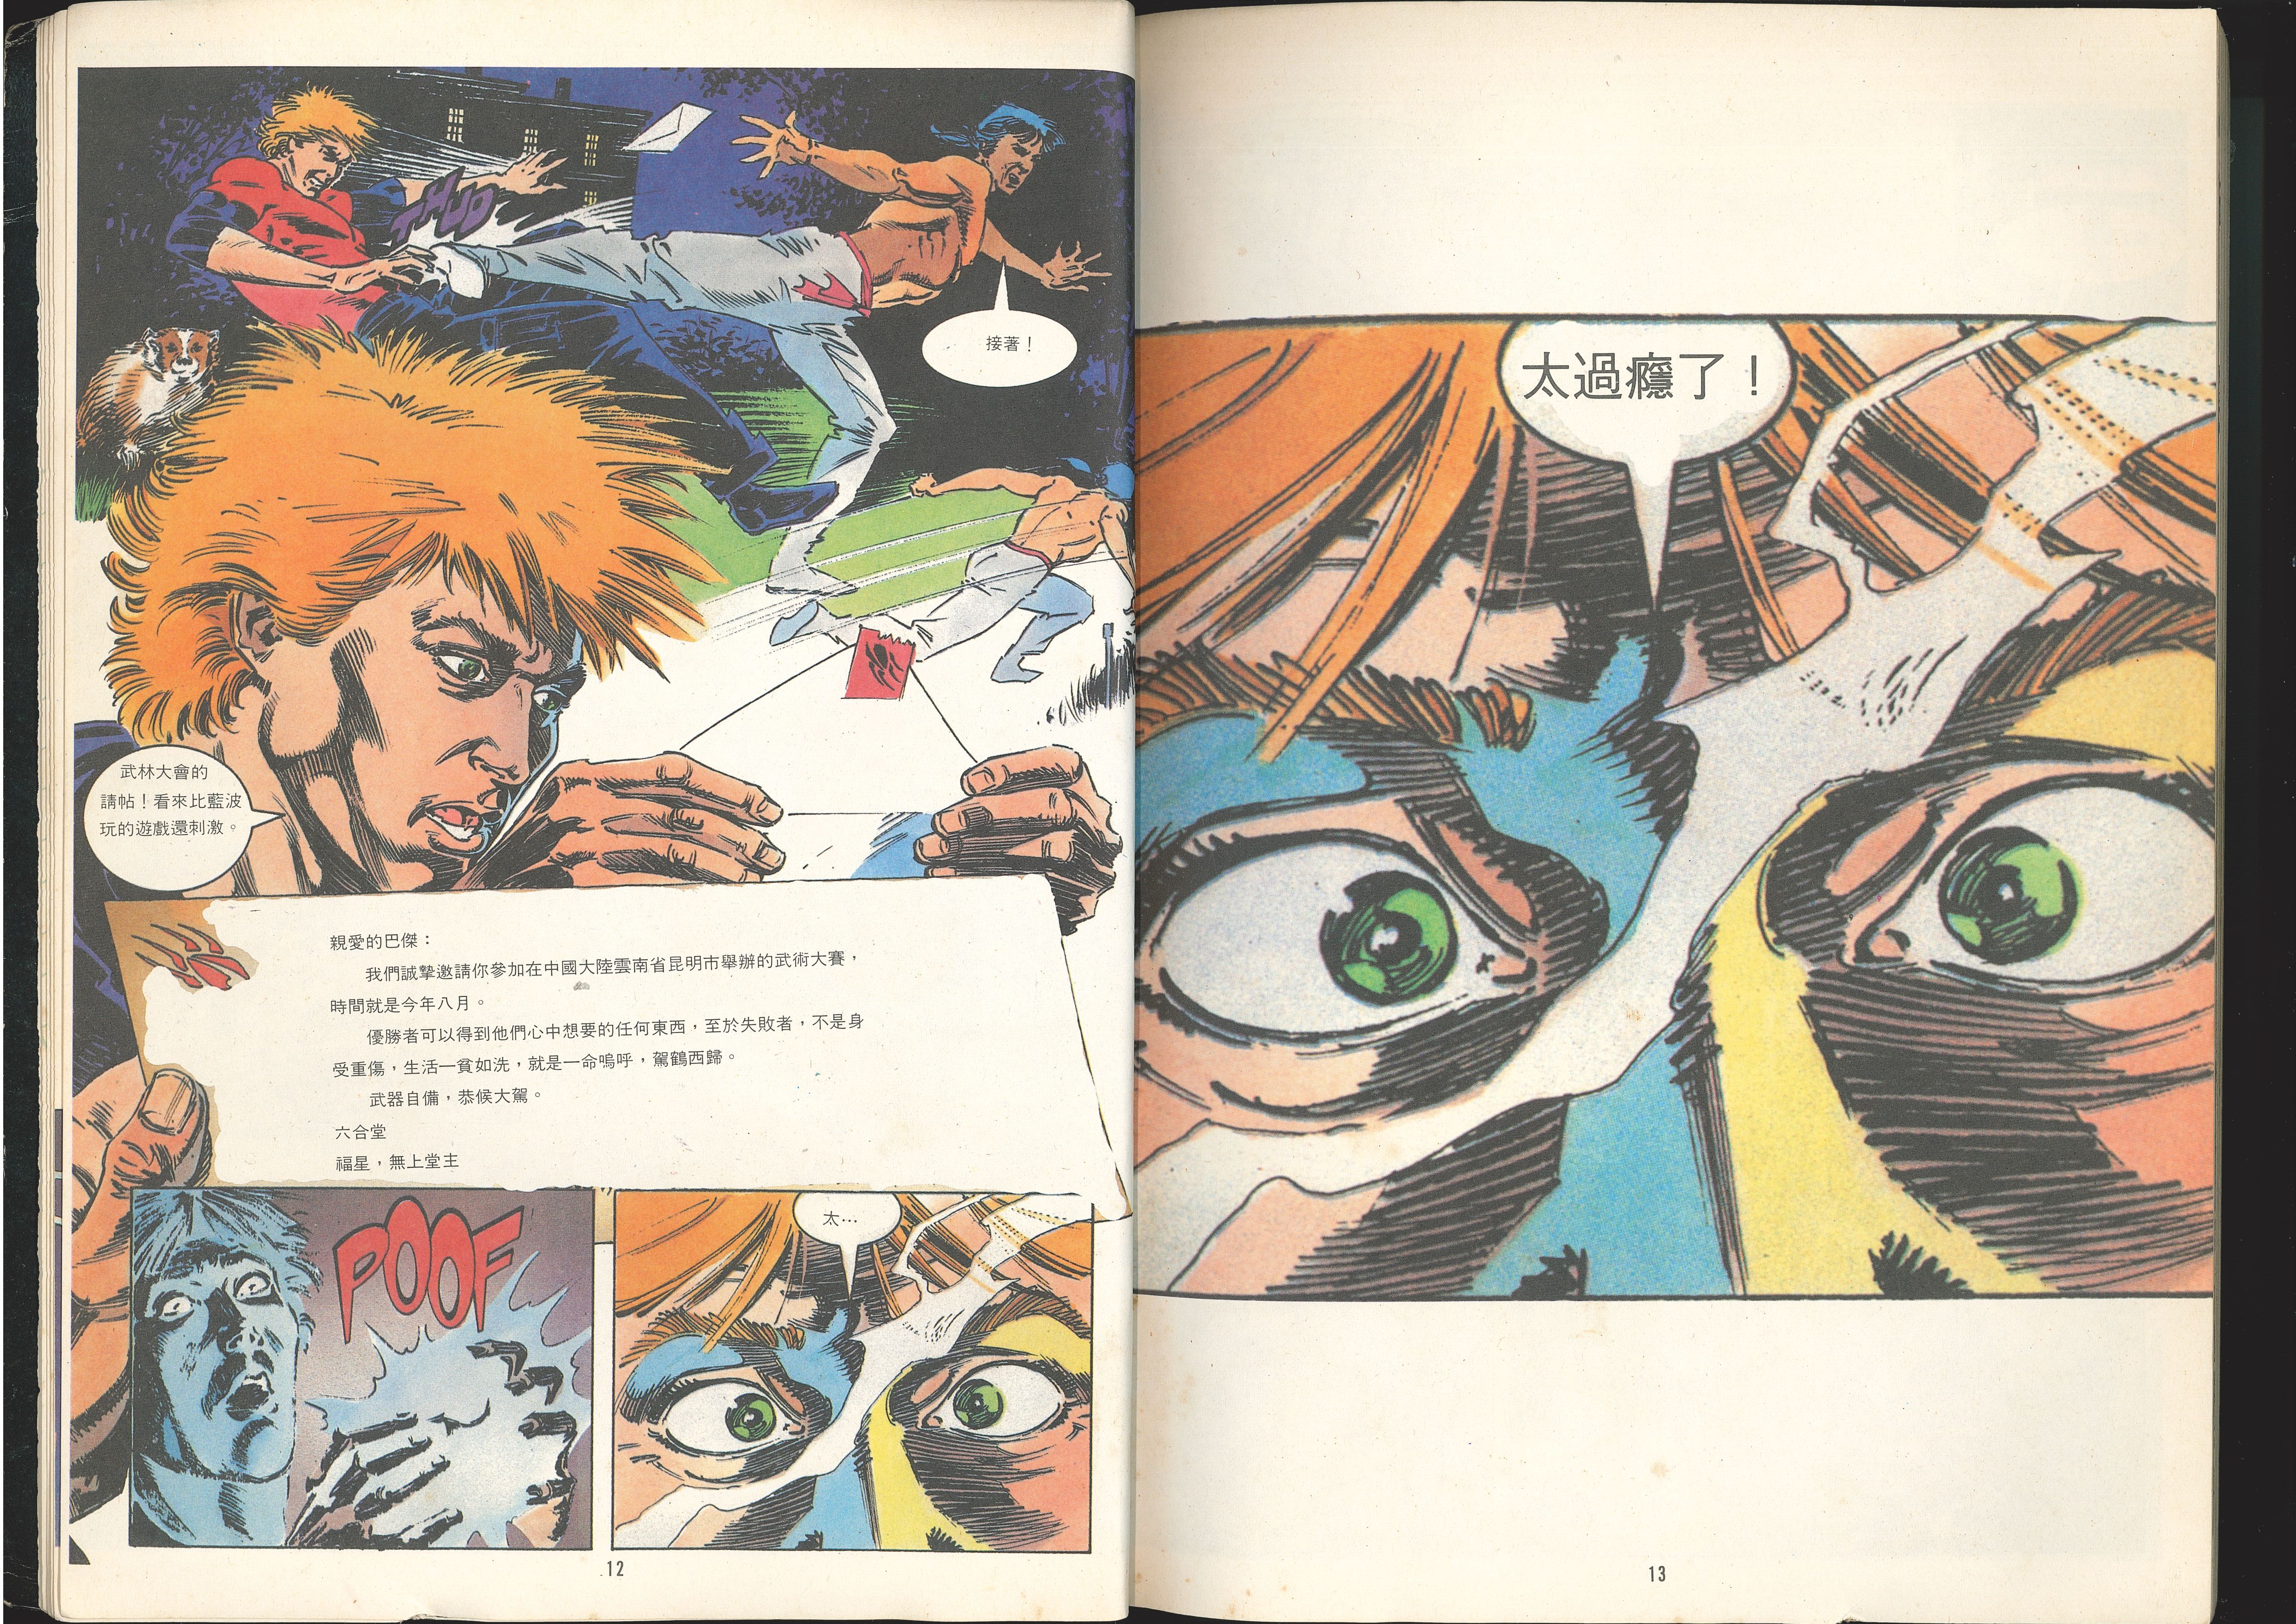 THUD
接著！
武林大會的
請帖！看來比藍波
玩的遊戲還刺激。
親愛的巴傑：
我們誠摯邀請你參加在中國大陸雲南省昆明市舉辦的武術大賽，
時間就是今年八月。
優勝者可以得到他們心中想要的任何東西，至於失敗者，不是身
受重傷，生活一貧如洗，就是一命嗚呼，駕鶴西歸。
武器自備，恭候大駕。
六合堂
福星，無上堂主
POOF
太⋯
12
太過癮了！
13